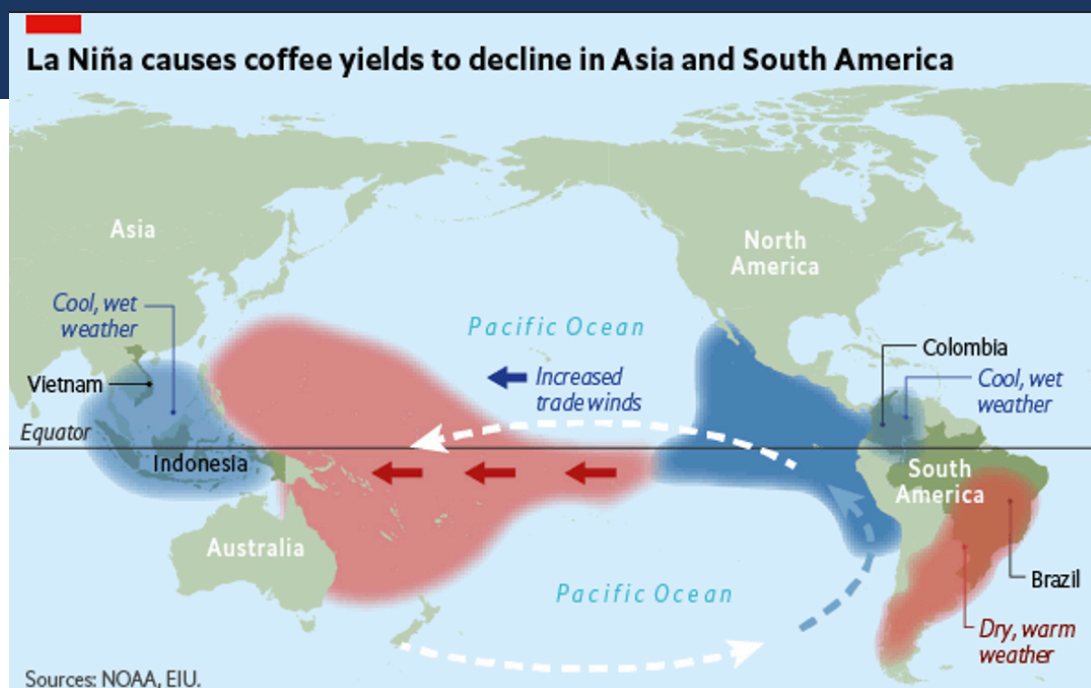 La Niña causes coffee yields to decline in Asia and South America
Asia
North
America
Cool, wet
weather
Pacific Ocean
Colombia
Vietnam
Increased
trade winds
Cool, wet
weather
Equator
Indonesia
South
America
Australia
Brazil
Pacific Ocean
Dry, warm
weather
Sources: NOAA, EIU.